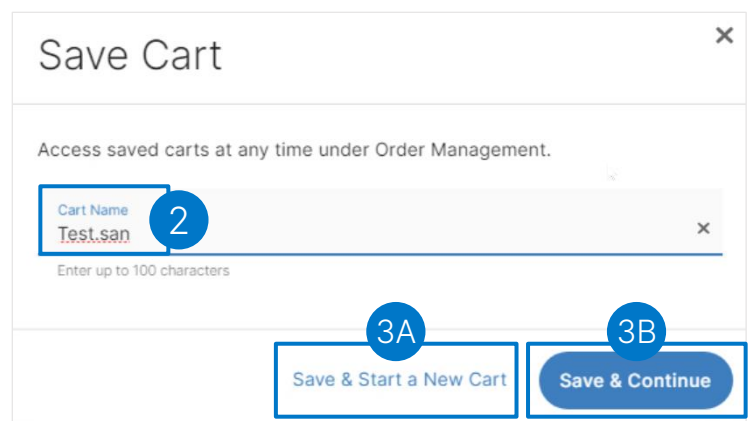 Save Cart
Access saved carts at any time under Order Management.
Cart Name
Test.san
2
Enter up to 100 characters
3A
3B
Save & Start a New Cart
Save & Continue